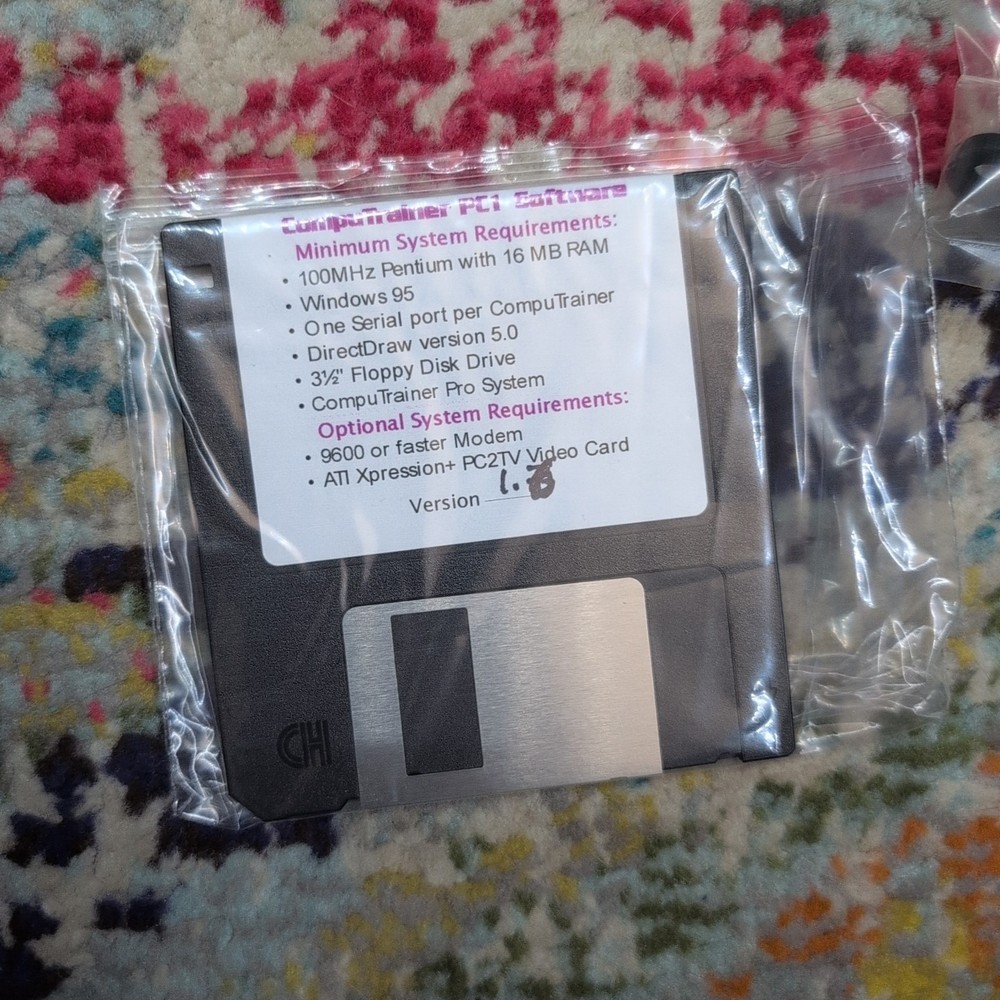 CompuTrainer PC1 Software
Minimum System Requirements:
• 100MHz Pentium with 16 MB RAM
• Windows 95
• One Serial port per CompuTrainer
• DirectDraw version 5.0
• 3½" Floppy Disk Drive
• CompuTrainer Pro System
Optional System Requirements:
• 9600 or faster Modem
• ATI Xpression+ PC2TV Video Card
Version